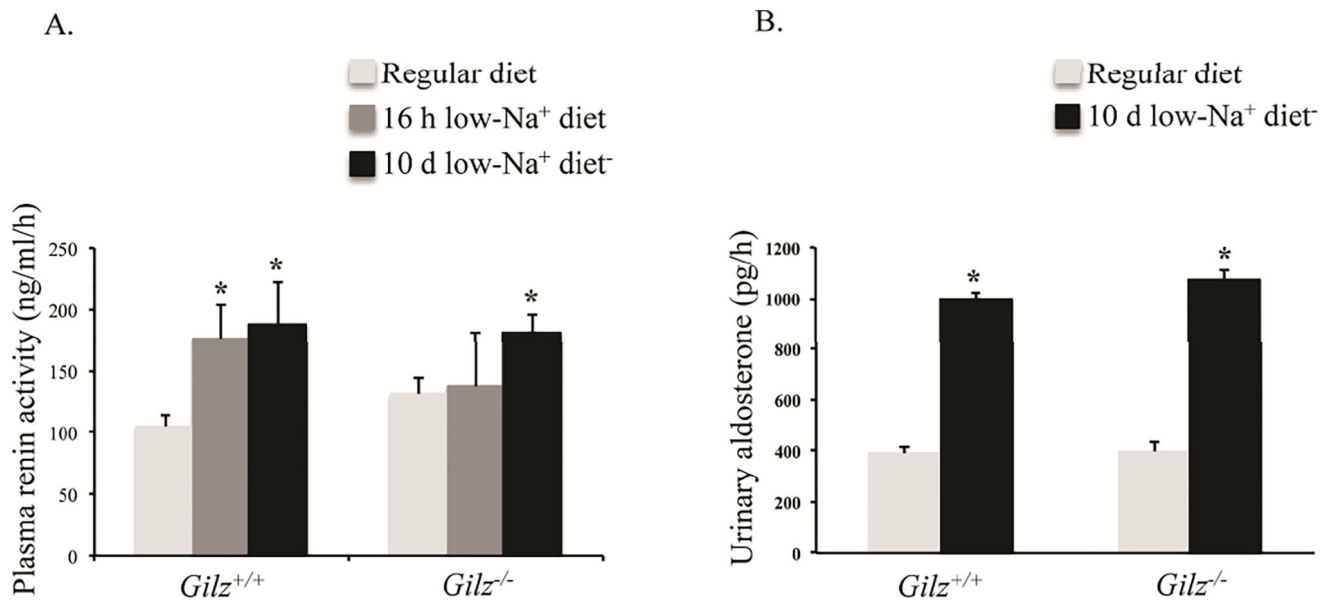 A.
Regular diet
16 h low-Na⁺ diet
10 d low-Na⁺ diet⁻
Plasma renin activity (ng/ml/h)
250
200
150
100
50
0
*
*
*
Gilz⁺/⁺
Gilz⁻/⁻
B.
Regular diet
10 d low-Na⁺ diet⁻
Urinary aldosterone (pg/h)
1200
1000
800
600
400
200
0
*
*
Gilz⁺/⁺
Gilz⁻/⁻